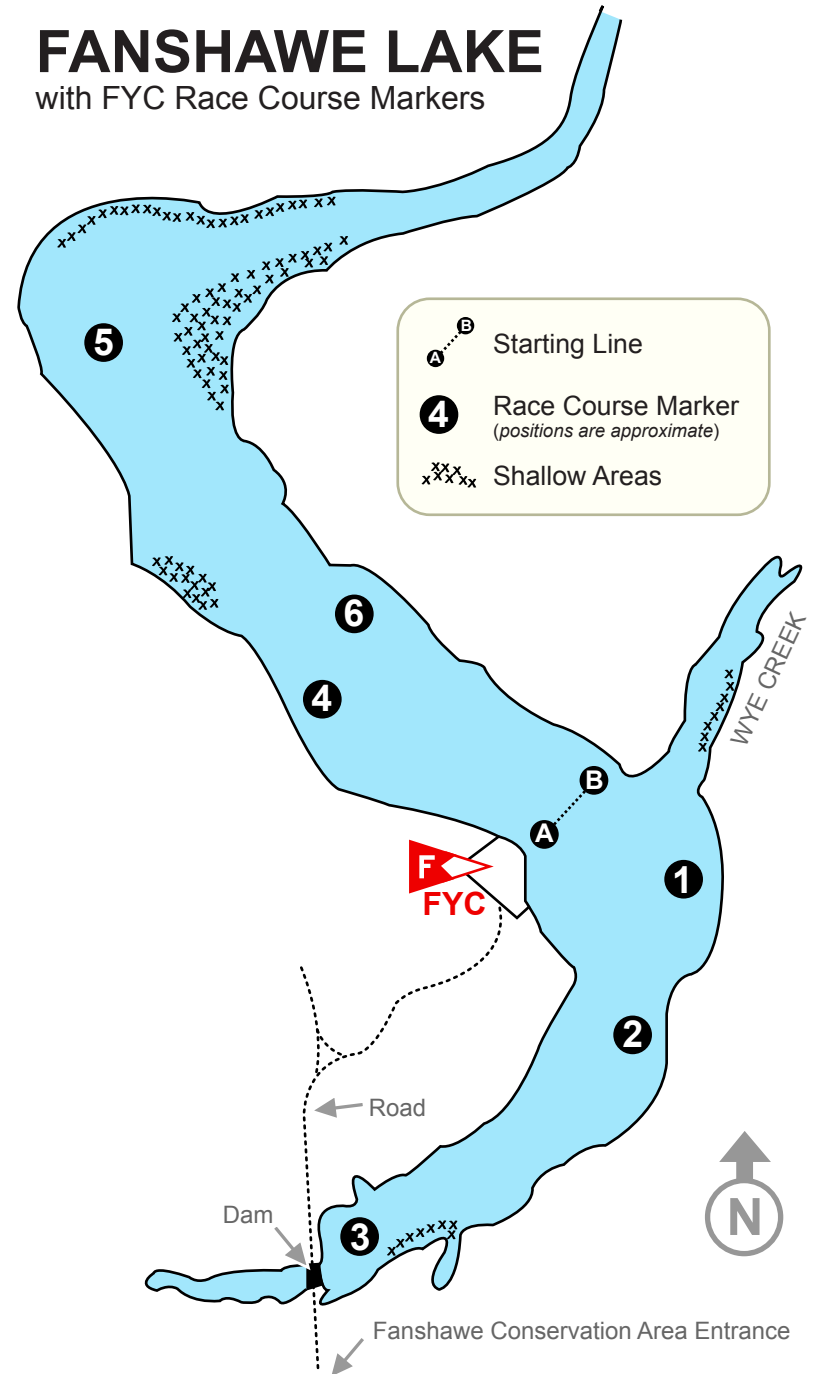 FANSHAWE LAKE
with FYC Race Course Markers
5
B
A
Starting Line
4
Race Course Marker
(positions are approximate)
x x x x x x x x x x
Shallow Areas
6
4
WYE CREEK
B
A
F
FYC
1
2
Road
N
Dam
3
Fanshawe Conservation Area Entrance